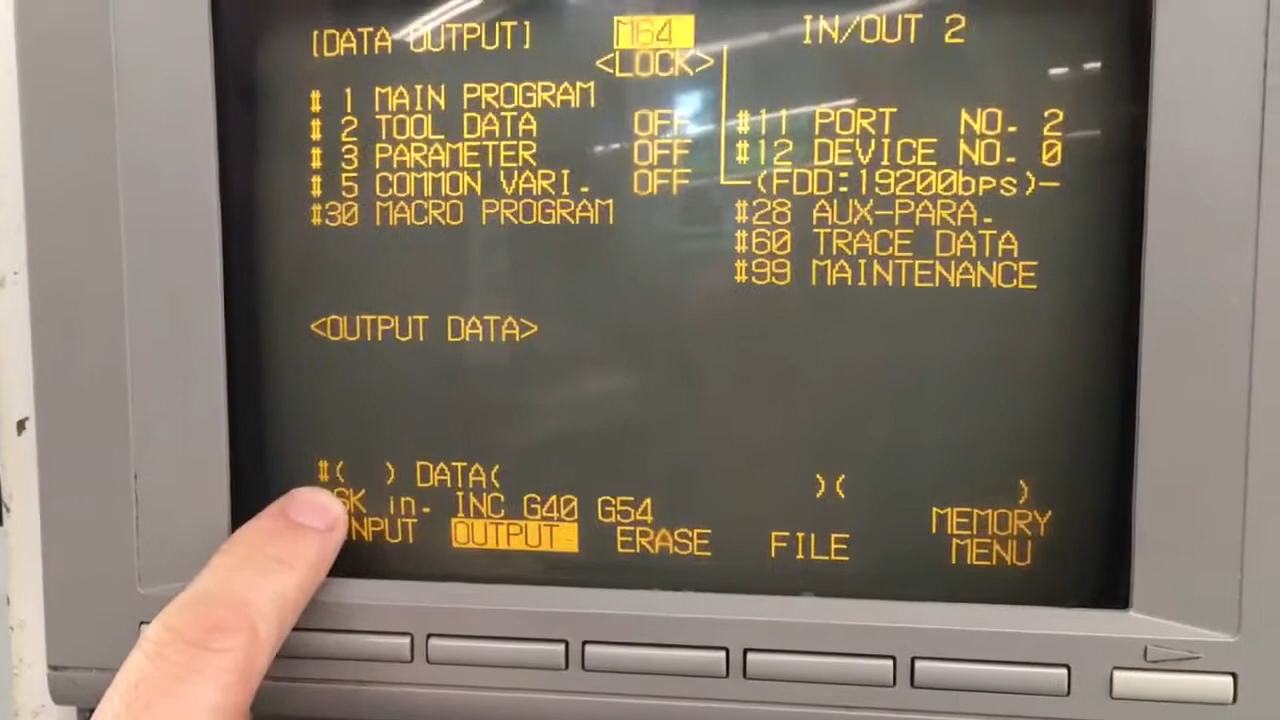 [DATA OUTPUT] M64 IN/OUT 2
<LOCK>
# 1 MAIN PROGRAM
# 2 TOOL DATA OFF #11 PORT NO. 2
# 3 PARAMETER OFF #12 DEVICE NO. 0
# 5 COMMON VARI. OFF (FDD:19200bps)
#30 MACRO PROGRAM #28 AUX-PARA.
#60 TRACE DATA
#99 MAINTENANCE
<OUTPUT DATA>
#( ) DATA( )( )
in. INC G40 G54
INPUT OUTPUT ERASE FILE MEMORY MENU